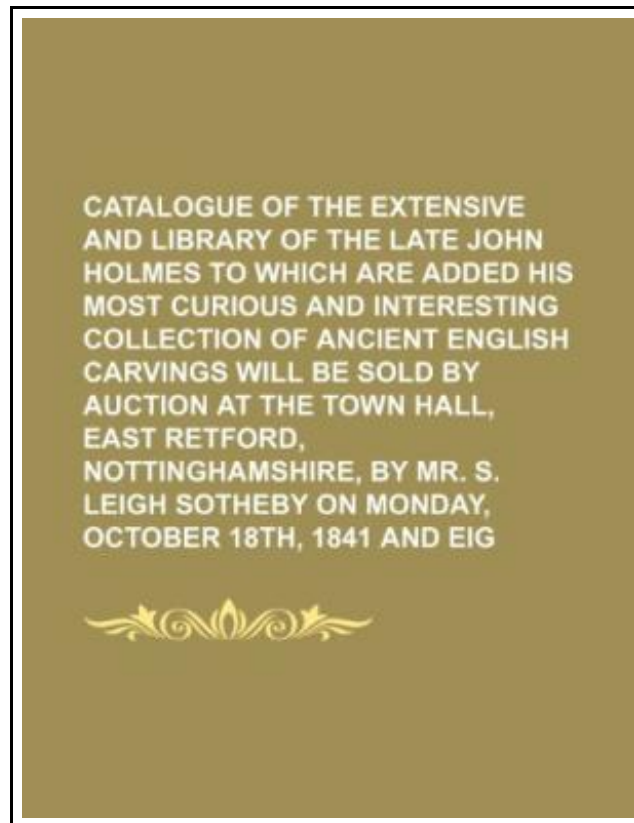 CATALOGUE OF THE EXTENSIVE
AND LIBRARY OF THE LATE JOHN
HOLMES TO WHICH ARE ADDED HIS
MOST CURIOUS AND INTERESTING
COLLECTION OF ANCIENT ENGLISH
CARVINGS WILL BE SOLD BY
AUCTION AT THE TOWN HALL,
EAST RETFORD,
NOTTINGHAMSHIRE, BY MR. S.
LEIGH SOTHEBY ON MONDAY,
OCTOBER 18TH, 1841 AND EIG